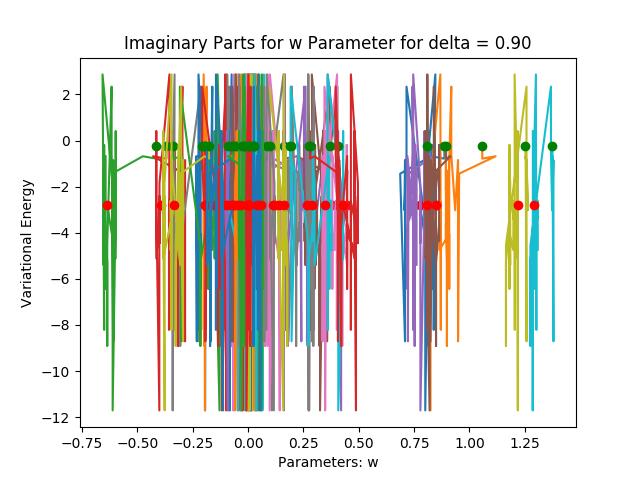 Imaginary Parts for w Parameter for delta = 0.90
Variational Energy
2
0
−2
−4
−6
−8
−10
−12
−0.75 −0.50 −0.25 0.00 0.25 0.50 0.75 1.00 1.25
Parameters: w